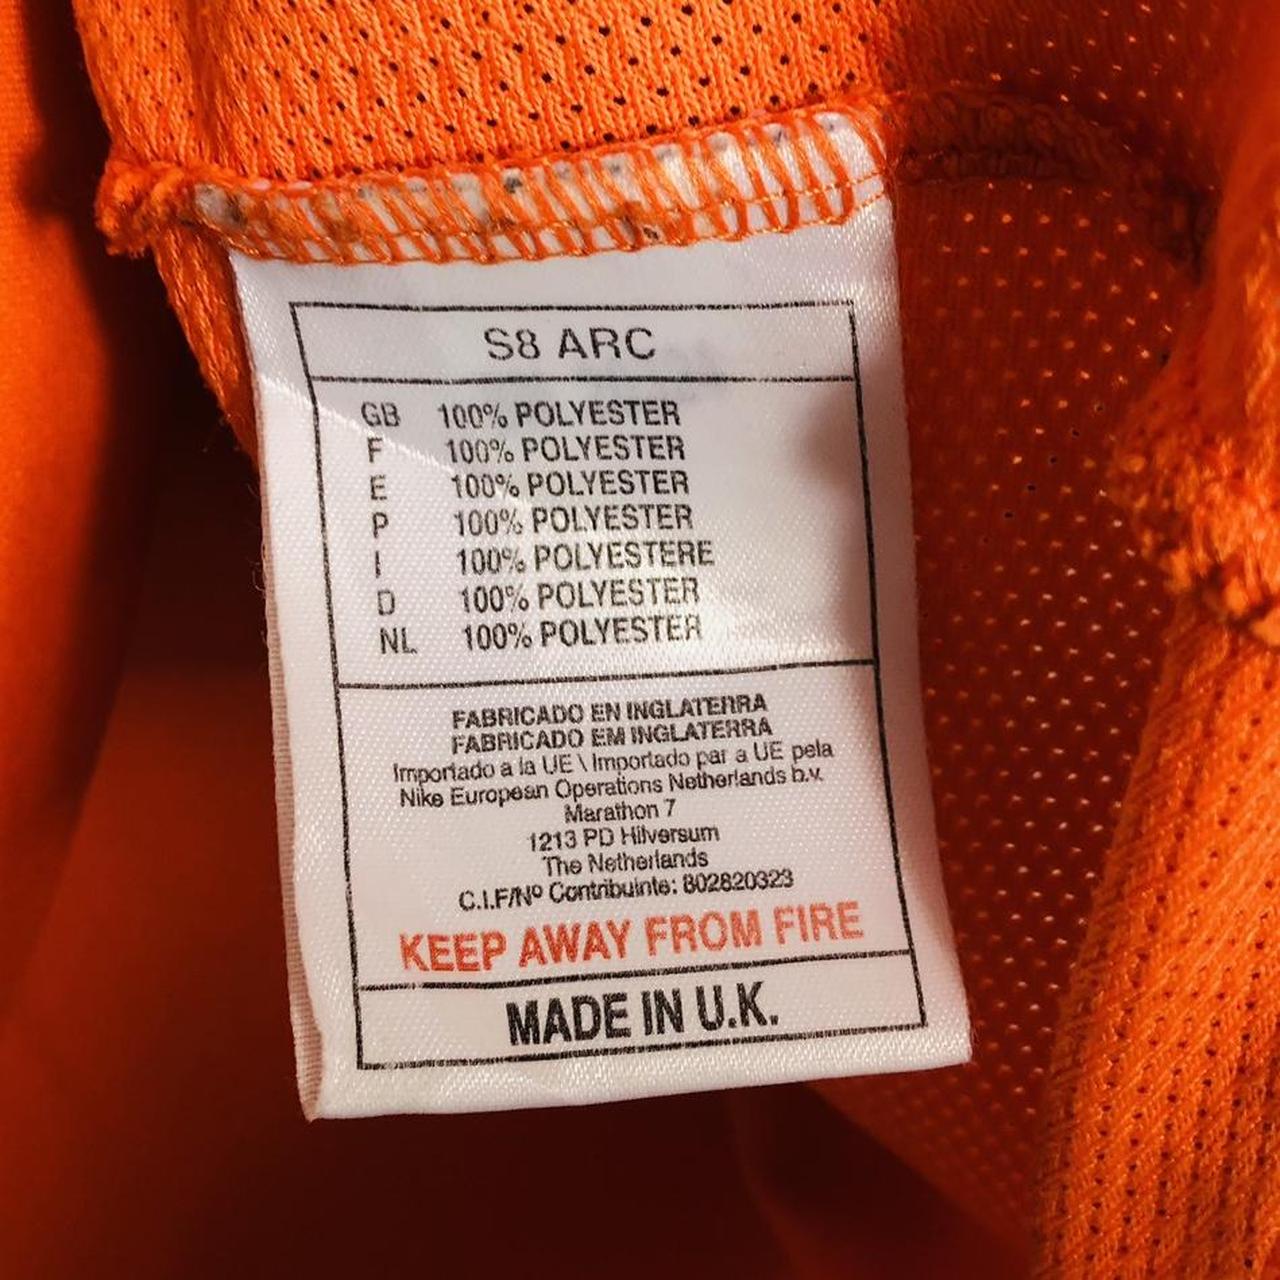 S8 ARC
GB 100% POLYESTER
F 100% POLYESTER
E 100% POLYESTER
P 100% POLYESTER
I 100% POLYESTERE
D 100% POLYESTER
NL 100% POLYESTER
FABRICADO EN INGLATERRA
FABRICADO EM INGLATERRA
Importado a la UE \ Importado par a UE pela
Nike European Operations Netherlands b.v.
Marathon 7
1213 PD Hilversum
The Netherlands
C.I.F/Nº Contribuinte: 802820323
KEEP AWAY FROM FIRE
MADE IN U.K.